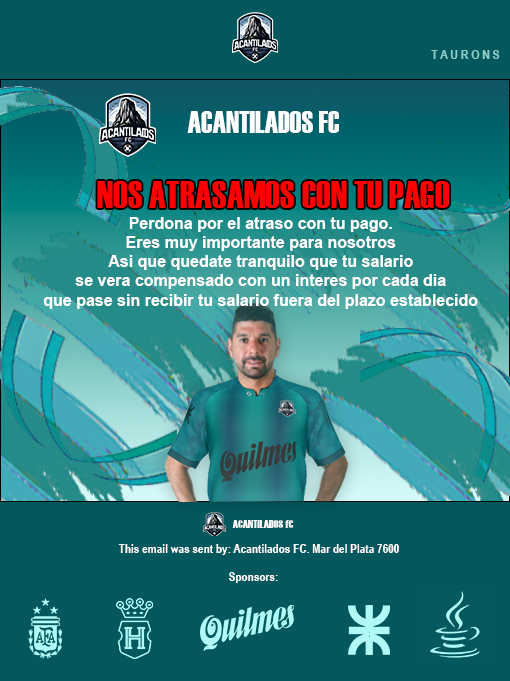 ACANTILADOS
FC
TAURONS
ACANTILADOS
FC
ACANTILADOS FC
NOS ATRASAMOS CON TU PAGO
Perdona por el atraso con tu pago.
Eres muy importante para nosotros
Asi que quedate tranquilo que tu salario
se vera compensado con un interes por cada dia
que pase sin recibir tu salario fuera del plazo establecido
Quilmes
ACANTILADOS FC
This email was sent by: Acantilados FC. Mar del Plata 7600
Sponsors:
AFA
H
Quilmes